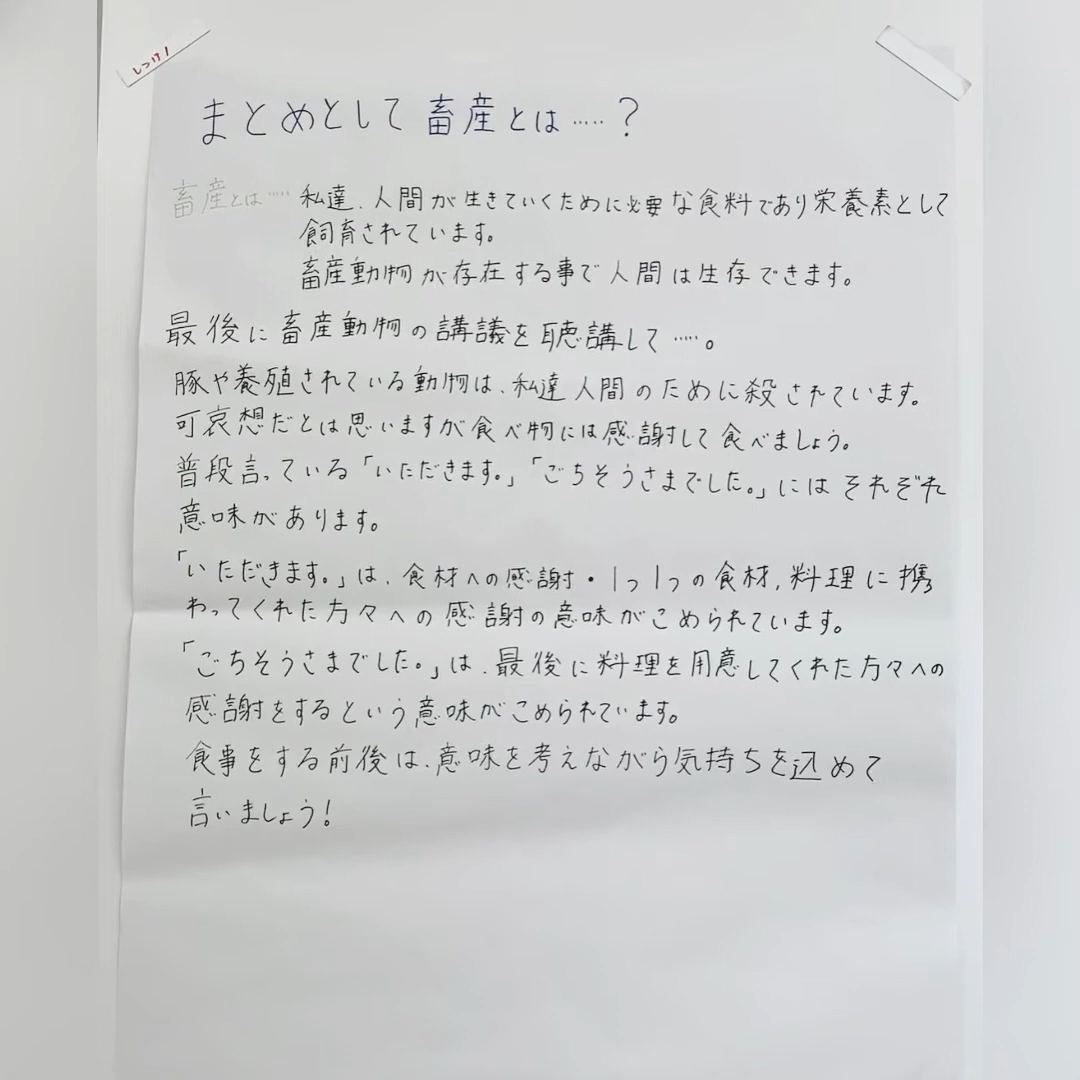 しつけ!
まとめとして畜産とは‥‥?
畜産とは‥‥私達、人間が生きていくために必要な食料であり栄養素として
飼育されています。
畜産動物が存在する事で人間は生存できます。
最後に畜産動物の講義を聴講して‥‥。
豚や養殖されている動物は、私達人間のために殺されています。
可哀想だとは思いますが食べ物には感謝して食べましょう。
普段言っている「いただきます。」「ごちそうさまでした。」にはそれぞれ
意味があります。
「いただきます。」は、食材への感謝・1つ1つの食材,料理に携
わってくれた方々への感謝の意味がこめられています。
「ごちそうさまでした。」は、最後に料理を用意してくれた方々への
感謝をするという意味がこめられています。
食事をする前後は、意味を考えながら気持ちを込めて
言いましょう!